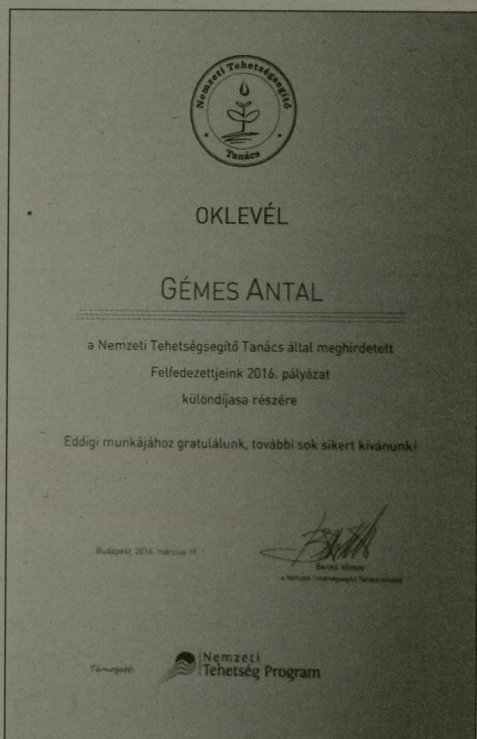 Nemzeti Tehetségsegítő
Tanács
OKLEVÉL
GÉMES ANTAL
a Nemzeti Tehetségsegítő Tanács által meghirdetett
Felfedezettjeink 2016. pályázat
különdíjasa részére
Eddigi munkájához gratulálunk, további sok sikert kívánunk!
Budapest, 2016. március 19.
a Nemzeti Tehetségsegítő Tanács elnöke
Támogató:
Nemzeti
Tehetség Program